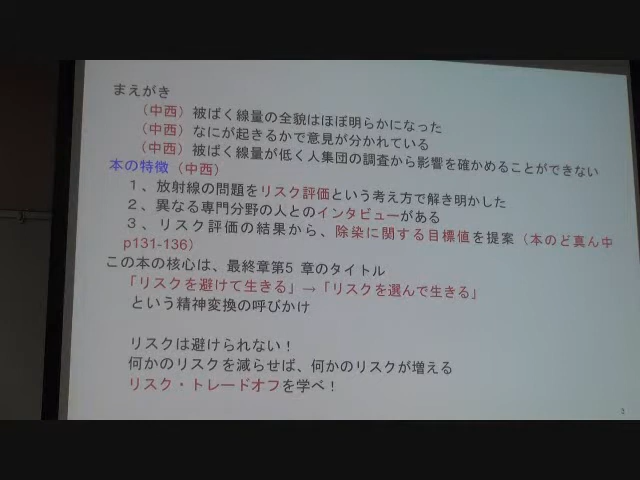 まえがき
（中西）被ばく線量の全貌はほぼ明らかになった
（中西）なにが起きるかで意見が分かれている
（中西）被ばく線量が低く人集団の調査から影響を確かめることができない
本の特徴（中西）
１、放射線の問題をリスク評価という考え方で解き明かした
２、異なる専門分野の人とのインタビューがある
３、リスク評価の結果から、除染に関する目標値を提案（本のど真ん中
p131-136）
この本の核心は、最終章第5 章のタイトル
「リスクを避けて生きる」→「リスクを選んで生きる」
という精神変換の呼びかけ
リスクは避けられない！
何かのリスクを減らせば、何かのリスクが増える
リスク・トレードオフを学べ！
3